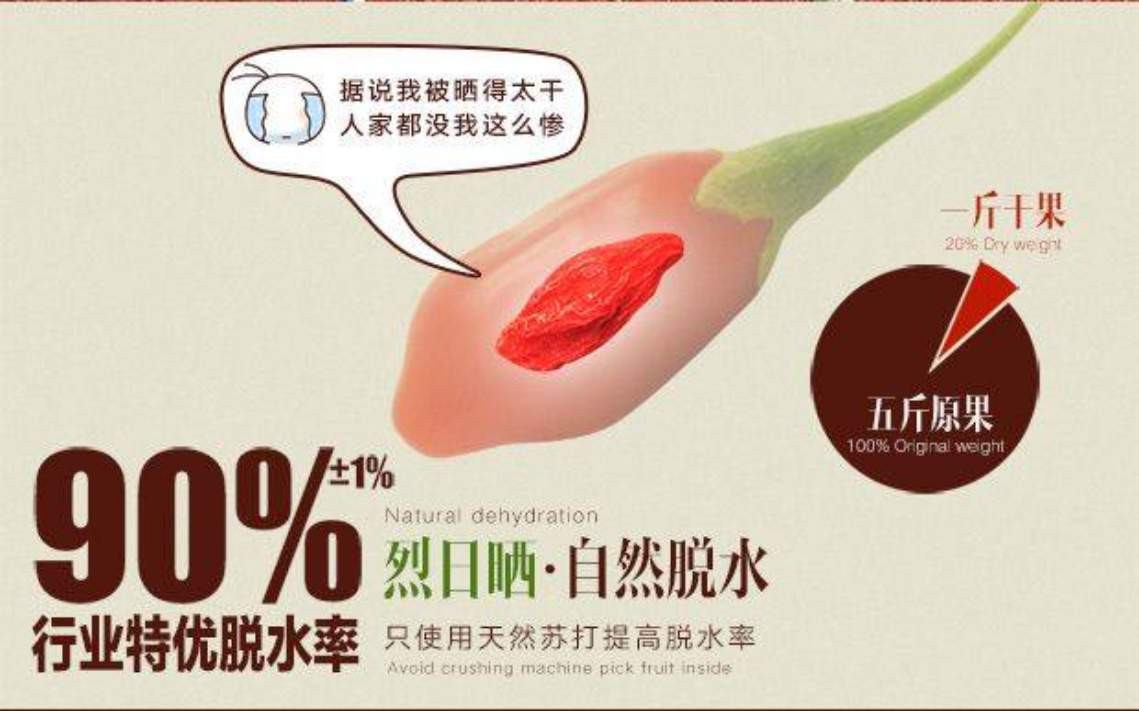 据说我被晒得太干
人家都没我这么惨
一斤干果
20% Dry weight
五斤原果
100% Original weight
90%±1%
行业特优脱水率
Natural dehydration
烈日晒·自然脱水
只使用天然苏打提高脱水率
Avoid crushing machine pick fruit inside